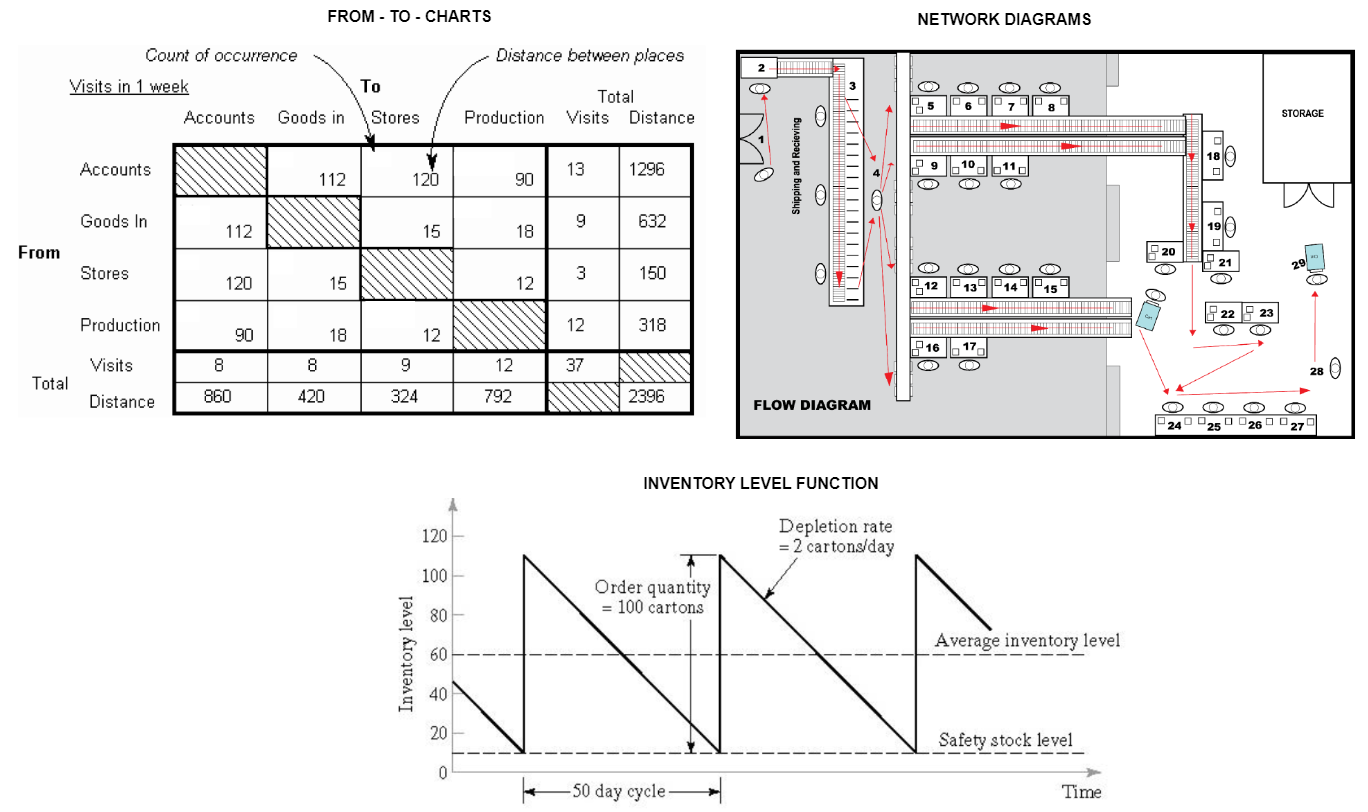 FROM - TO - CHARTS
Count of occurrence
Distance between places
Visits in 1 week
To
Total
Accounts Goods in Stores Production Visits Distance
Accounts 112 120 90 13 1296
Goods In 112 15 18 9 632
From
Stores 120 15 12 3 150
Production 90 18 12 12 318
Visits 8 8 9 12 37
Total
Distance 860 420 324 792 2396
NETWORK DIAGRAMS
2
3
1
Shipping and Recieving
4
5 6 7 8
9 10 11
12 13 14 15
16 17
18
19
20
21
22 23
24 25 26 27
28
29
STORAGE
FLOW DIAGRAM
INVENTORY LEVEL FUNCTION
Inventory level
120
100
80
60
40
20
0
Order quantity
= 100 cartons
Depletion rate
= 2 cartons/day
Average inventory level
Safety stock level
50 day cycle
Time